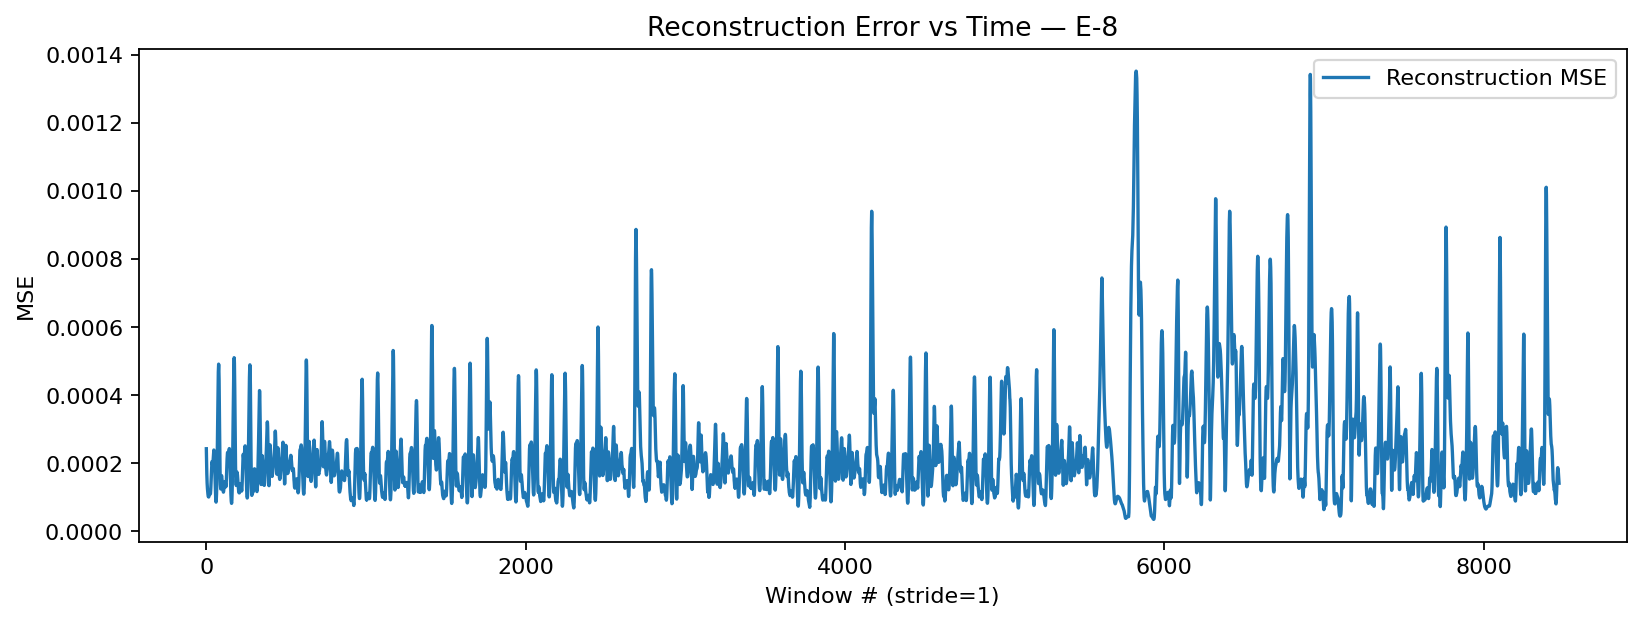 Reconstruction Error vs Time — E-8
Reconstruction MSE
MSE
0.0014
0.0012
0.0010
0.0008
0.0006
0.0004
0.0002
0.0000
0 2000 4000 6000 8000
Window # (stride=1)